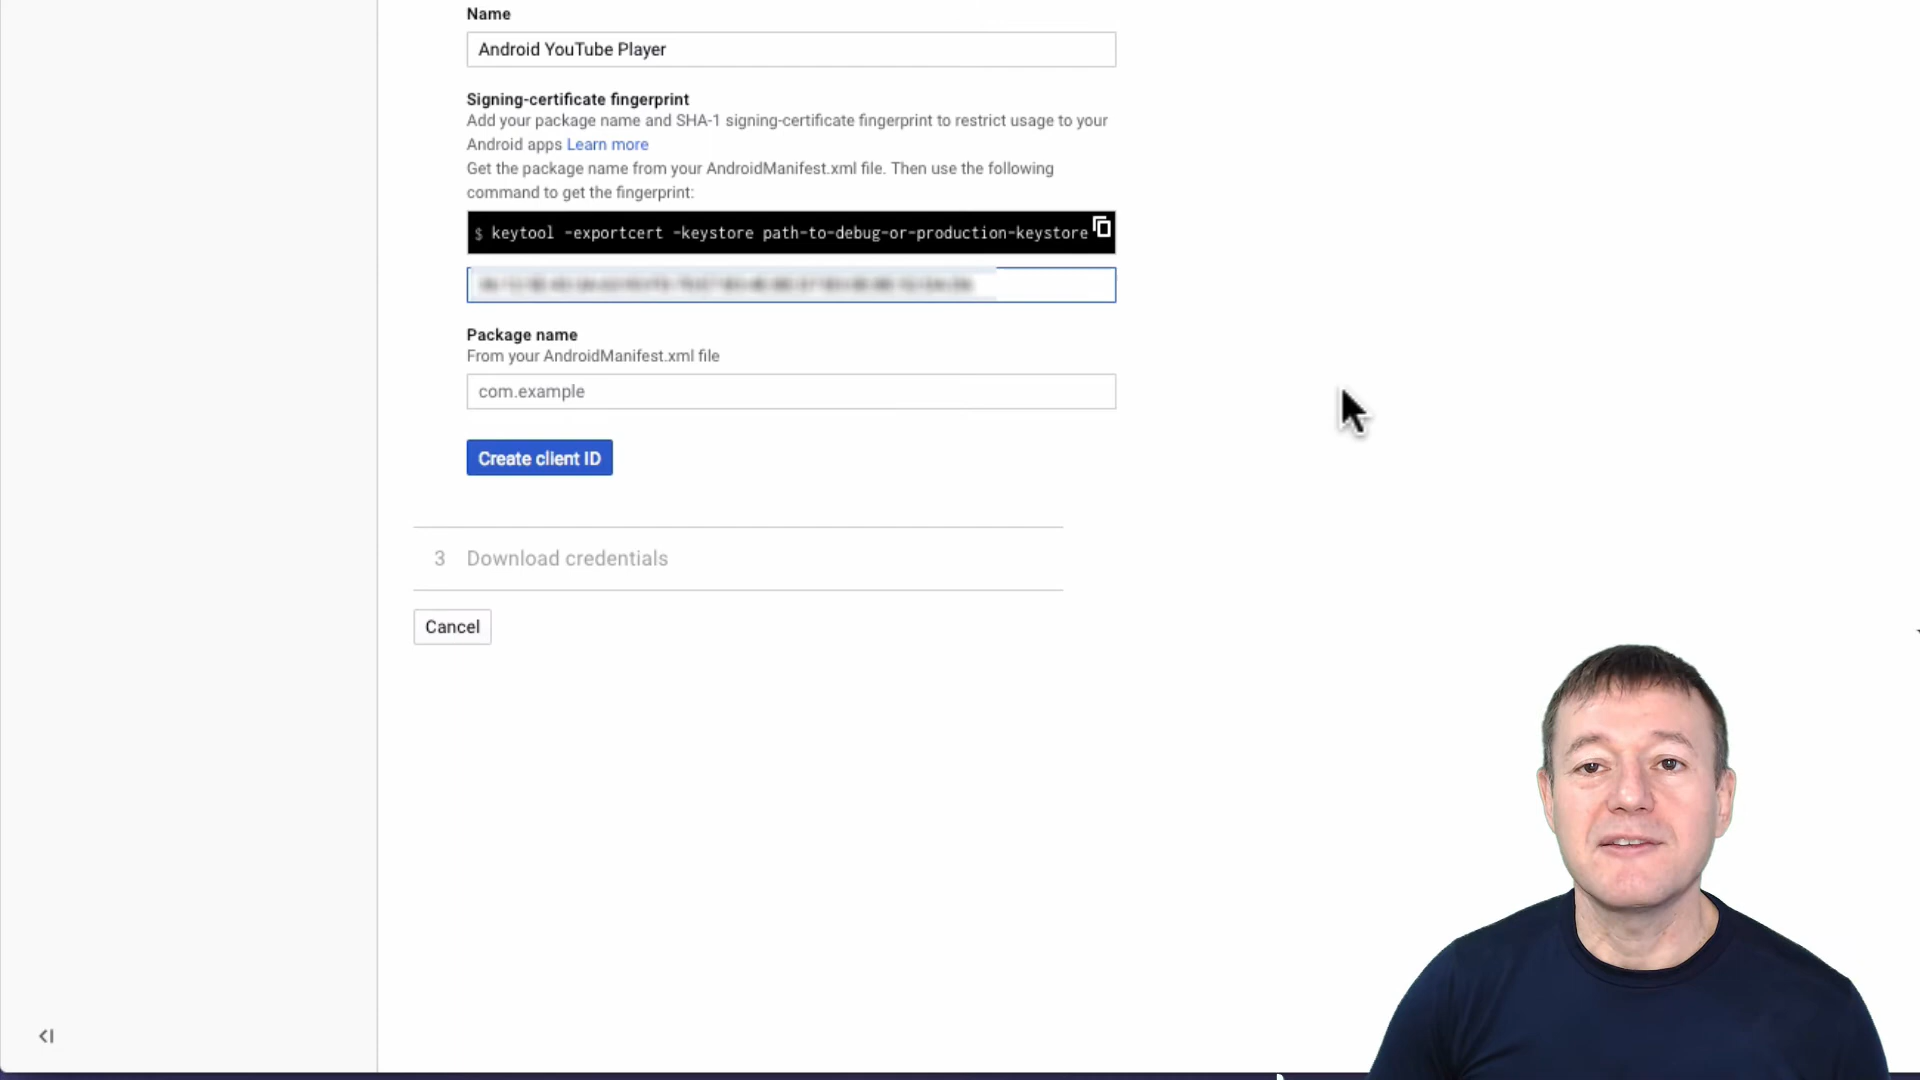 Name
Android YouTube Player
Signing-certificate fingerprint
Add your package name and SHA-1 signing-certificate fingerprint to restrict usage to your
Android apps Learn more
Get the package name from your AndroidManifest.xml file. Then use the following
command to get the fingerprint:
$ keytool -exportcert -keystore path-to-debug-or-production-keystore
Package name
From your AndroidManifest.xml file
com.example
Create client ID
3 Download credentials
Cancel